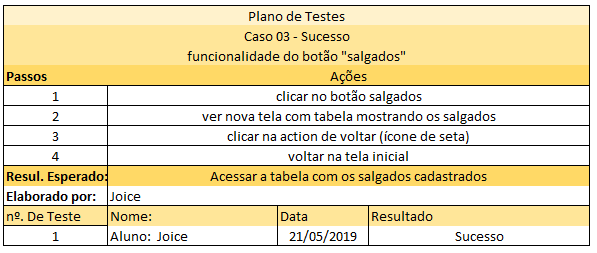 Plano de Testes
Caso 03 - Sucesso
funcionalidade do botão "salgados"
Passos Ações
1 clicar no botão salgados
2 ver nova tela com tabela mostrando os salgados
3 clicar na action de voltar (ícone de seta)
4 voltar na tela inicial
Resul. Esperado: Acessar a tabela com os salgados cadastrados
Elaborado por: Joice
nº. De Teste Nome: Data Resultado
1 Aluno: Joice 21/05/2019 Sucesso